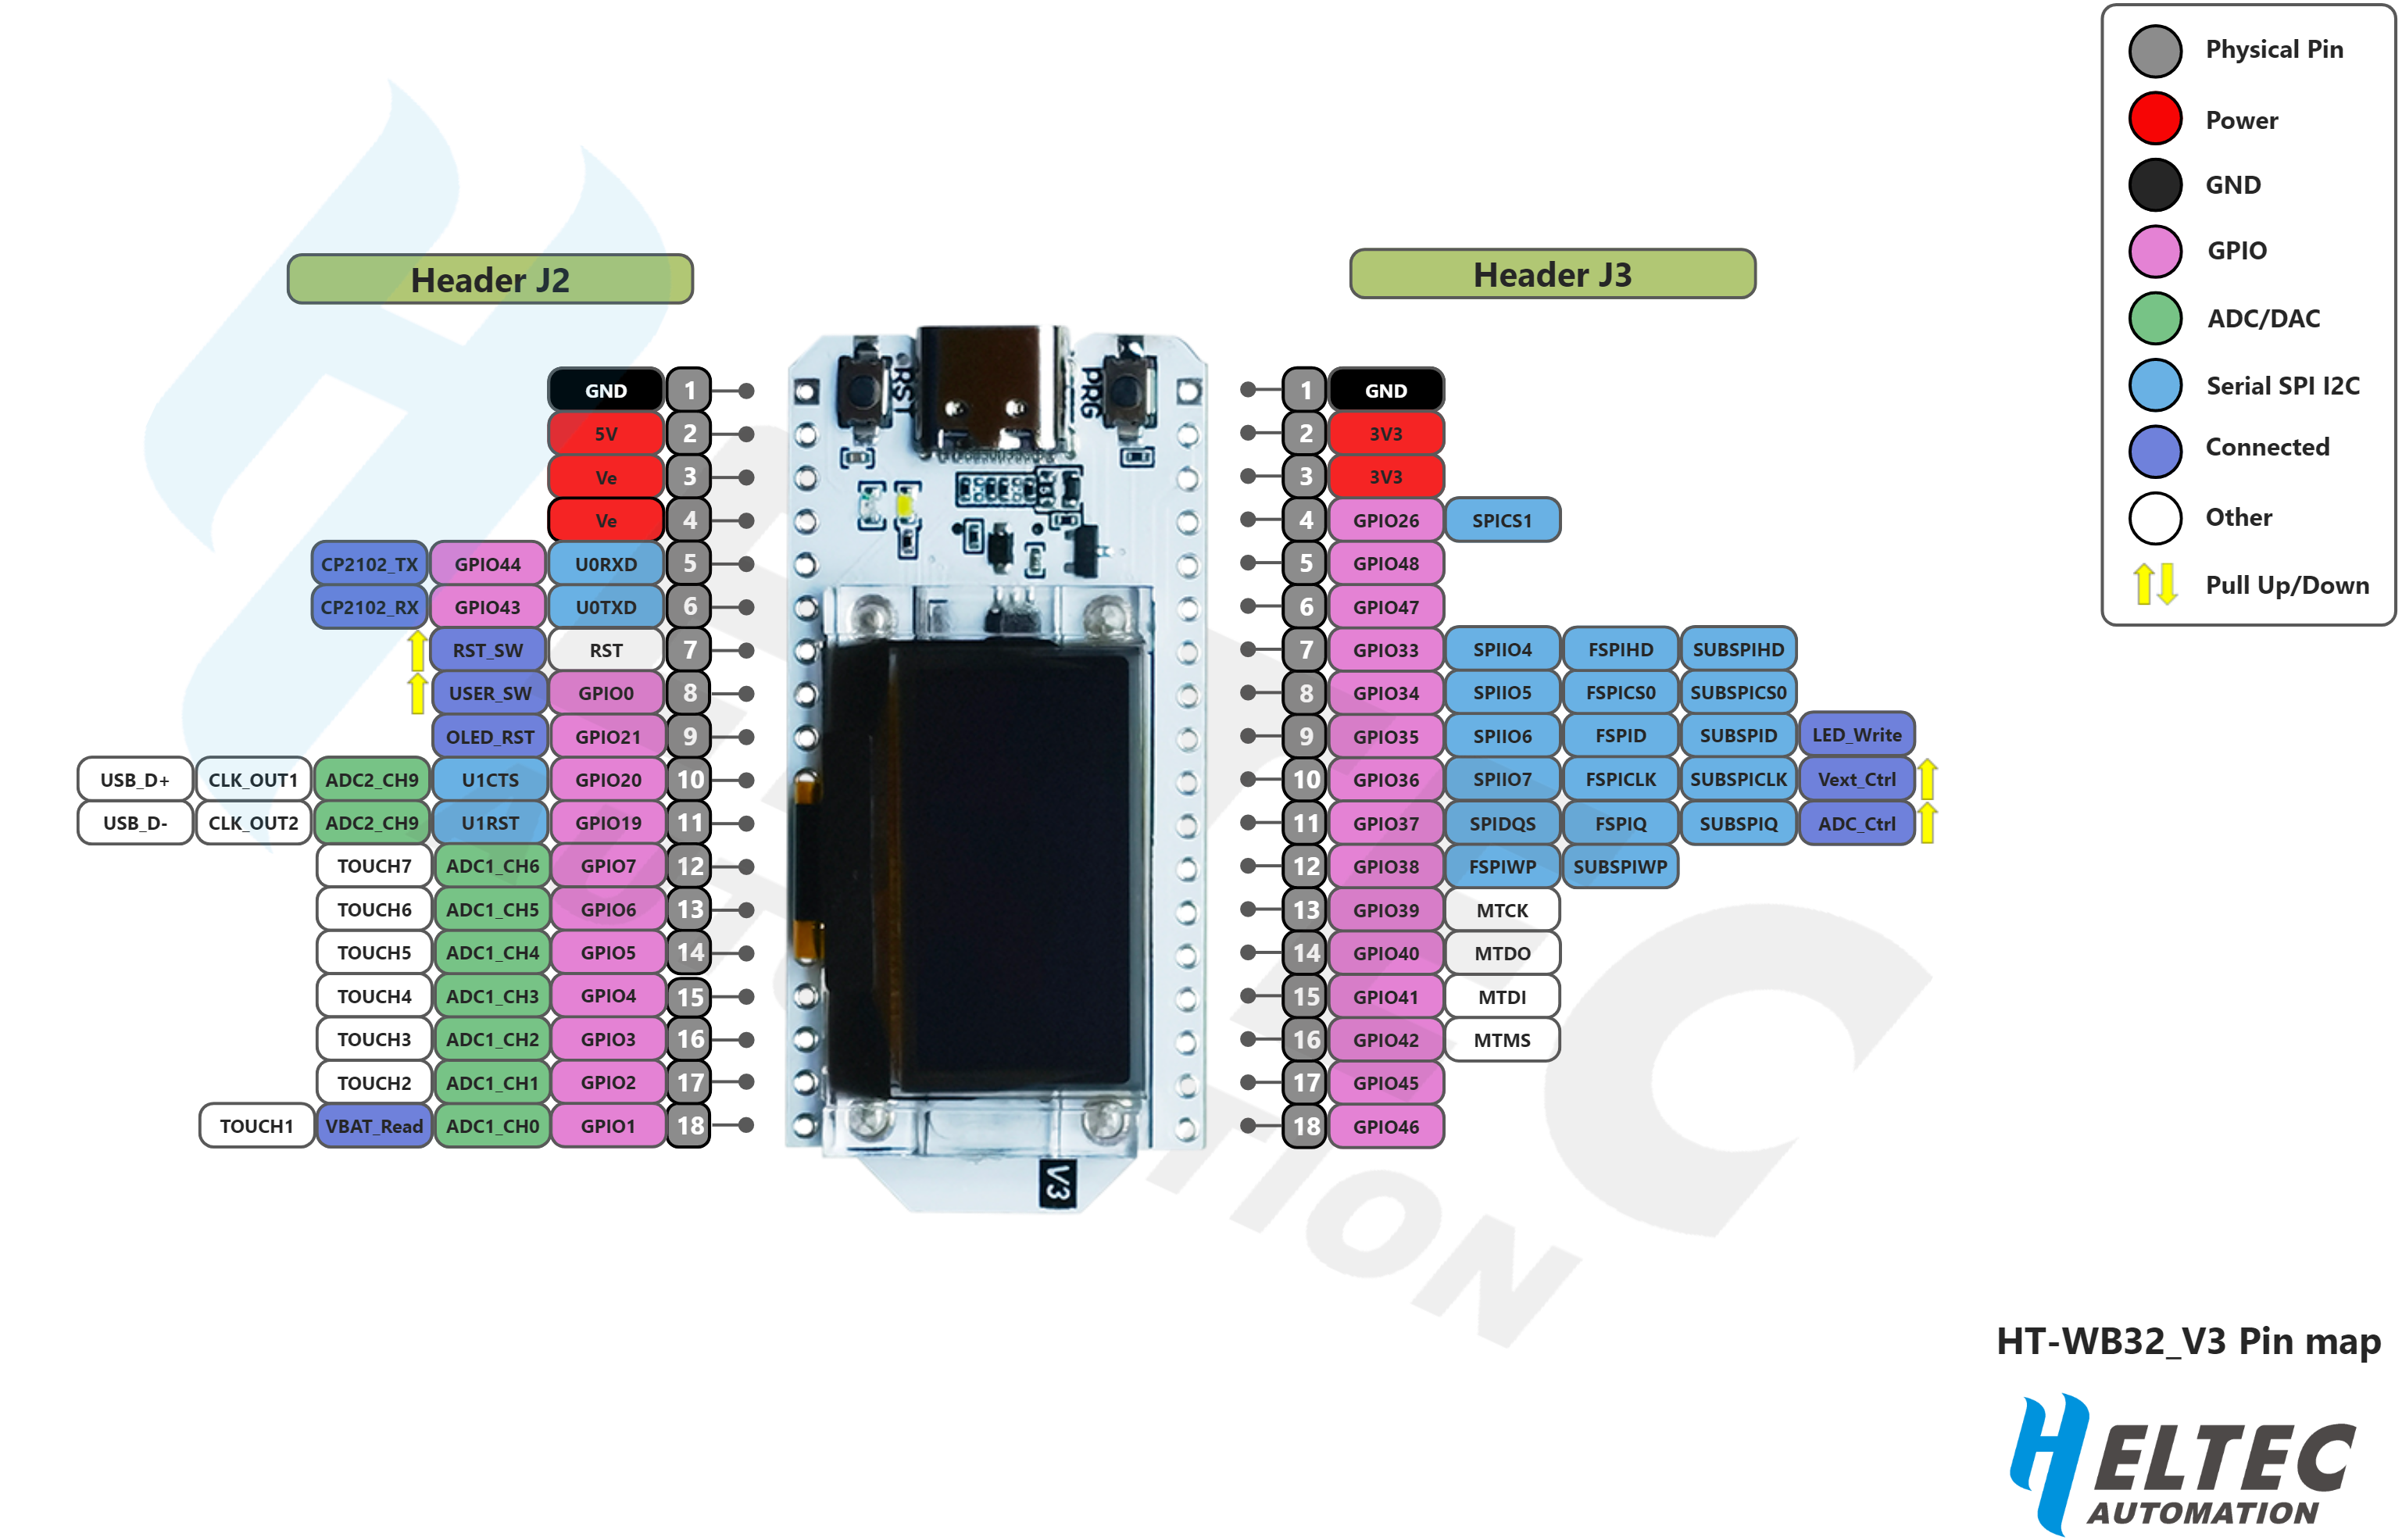 Physical Pin
Power
GND
GPIO
ADC/DAC
Serial SPI I2C
Connected
Other
Pull Up/Down
Header J2
GND 1
5V 2
Ve 3
Ve 4
CP2102_TX GPIO44 U0RXD 5
CP2102_RX GPIO43 U0TXD 6
RST_SW RST 7
USER_SW GPIO0 8
OLED_RST GPIO21 9
USB_D+ CLK_OUT1 ADC2_CH9 U1CTS GPIO20 10
USB_D- CLK_OUT2 ADC2_CH9 U1RST GPIO19 11
TOUCH7 ADC1_CH6 GPIO7 12
TOUCH6 ADC1_CH5 GPIO6 13
TOUCH5 ADC1_CH4 GPIO5 14
TOUCH4 ADC1_CH3 GPIO4 15
TOUCH3 ADC1_CH2 GPIO3 16
TOUCH2 ADC1_CH1 GPIO2 17
TOUCH1 VBAT_Read ADC1_CH0 GPIO1 18
RST
PRG
V3
Header J3
1 GND
2 3V3
3 3V3
4 GPIO26 SPICS1
5 GPIO48
6 GPIO47
7 GPIO33 SPIIO4 FSPIHD SUBSPIHD
8 GPIO34 SPIIO5 FSPICS0 SUBSPICS0
9 GPIO35 SPIIO6 FSPID SUBSPID LED_Write
10 GPIO36 SPIIO7 FSPICLK SUBSPICLK Vext_Ctrl
11 GPIO37 SPIDQS FSPIQ SUBSPIQ ADC_Ctrl
12 GPIO38 FSPIWP SUBSPIWP
13 GPIO39 MTCK
14 GPIO40 MTDO
15 GPIO41 MTDI
16 GPIO42 MTMS
17 GPIO45
18 GPIO46
HT-WB32_V3 Pin map
HELTEC
AUTOMATION